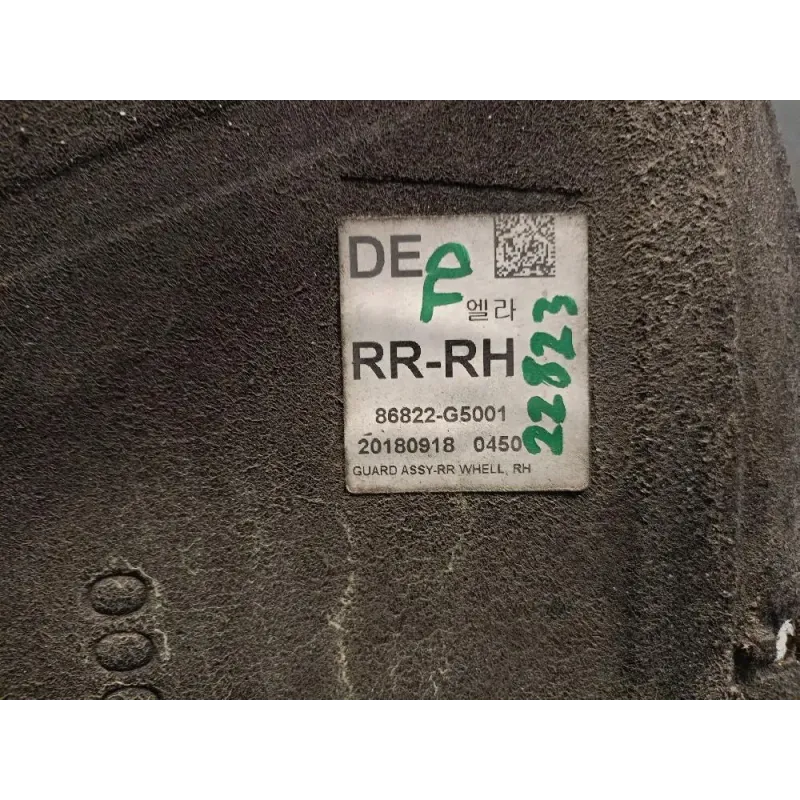 DE
엘라
RR-RH
86822-G5001
20180918 0450
GUARD ASSY-RR WHELL, RH
22823